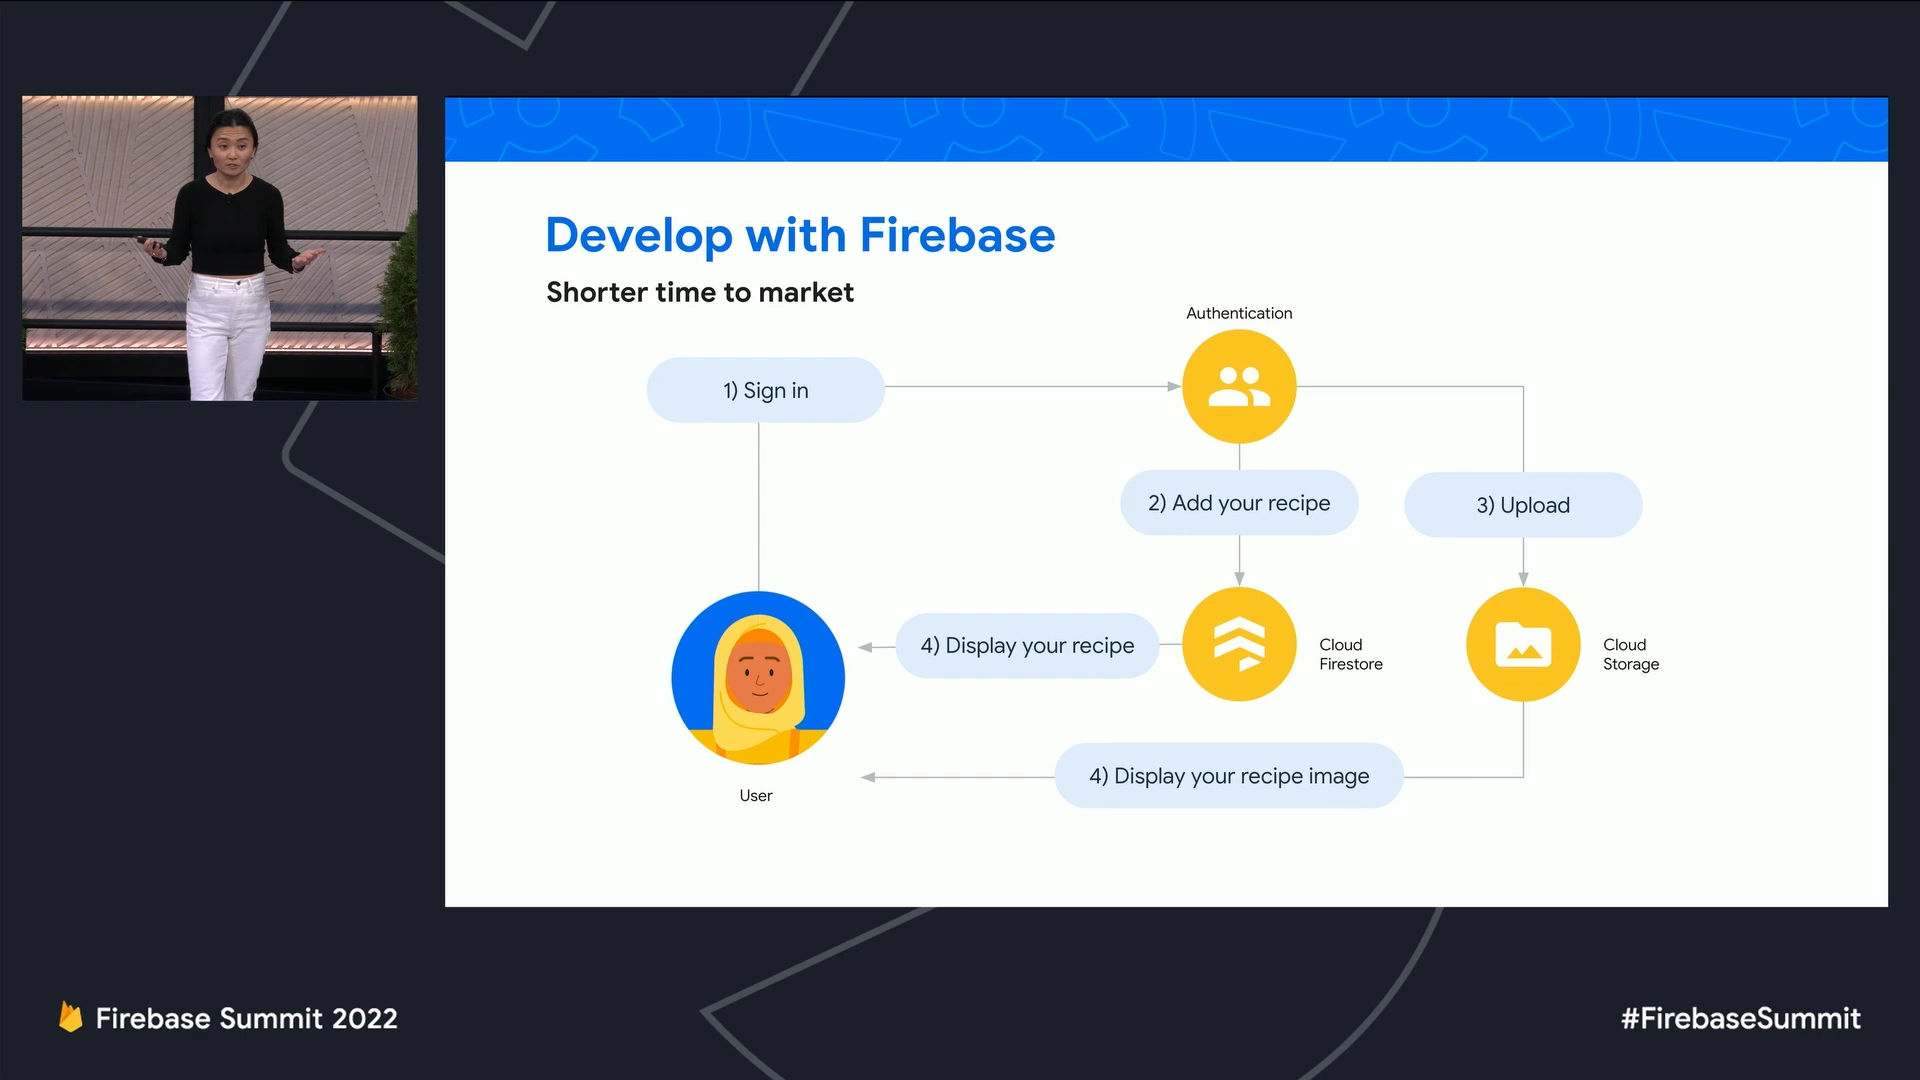 Develop with Firebase
Shorter time to market
Authentication
1) Sign in
2) Add your recipe
3) Upload
4) Display your recipe
Cloud
Firestore
Cloud
Storage
4) Display your recipe image
User
Firebase Summit 2022
#FirebaseSummit